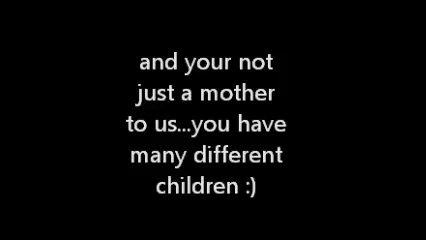 and your not
just a mother
to us...you have
many different
children :)